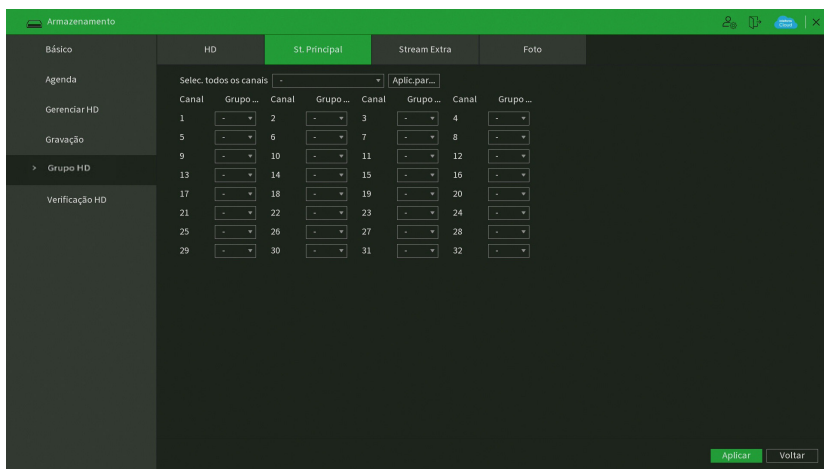 Armazenamento
Básico
HD St. Principal Stream Extra Foto
Agenda
Selec. todos os canais - Aplic.par...
Canal Grupo ... Canal Grupo ... Canal Grupo ... Canal Grupo ...
Gerenciar HD
1 - 2 - 3 - 4 -
Gravação
5 - 6 - 7 - 8 -
9 - 10 - 11 - 12 -
> Grupo HD
13 - 14 - 15 - 16 -
17 - 18 - 19 - 20 -
Verificação HD
21 - 22 - 23 - 24 -
25 - 26 - 27 - 28 -
29 - 30 - 31 - 32 -
Aplicar Voltar